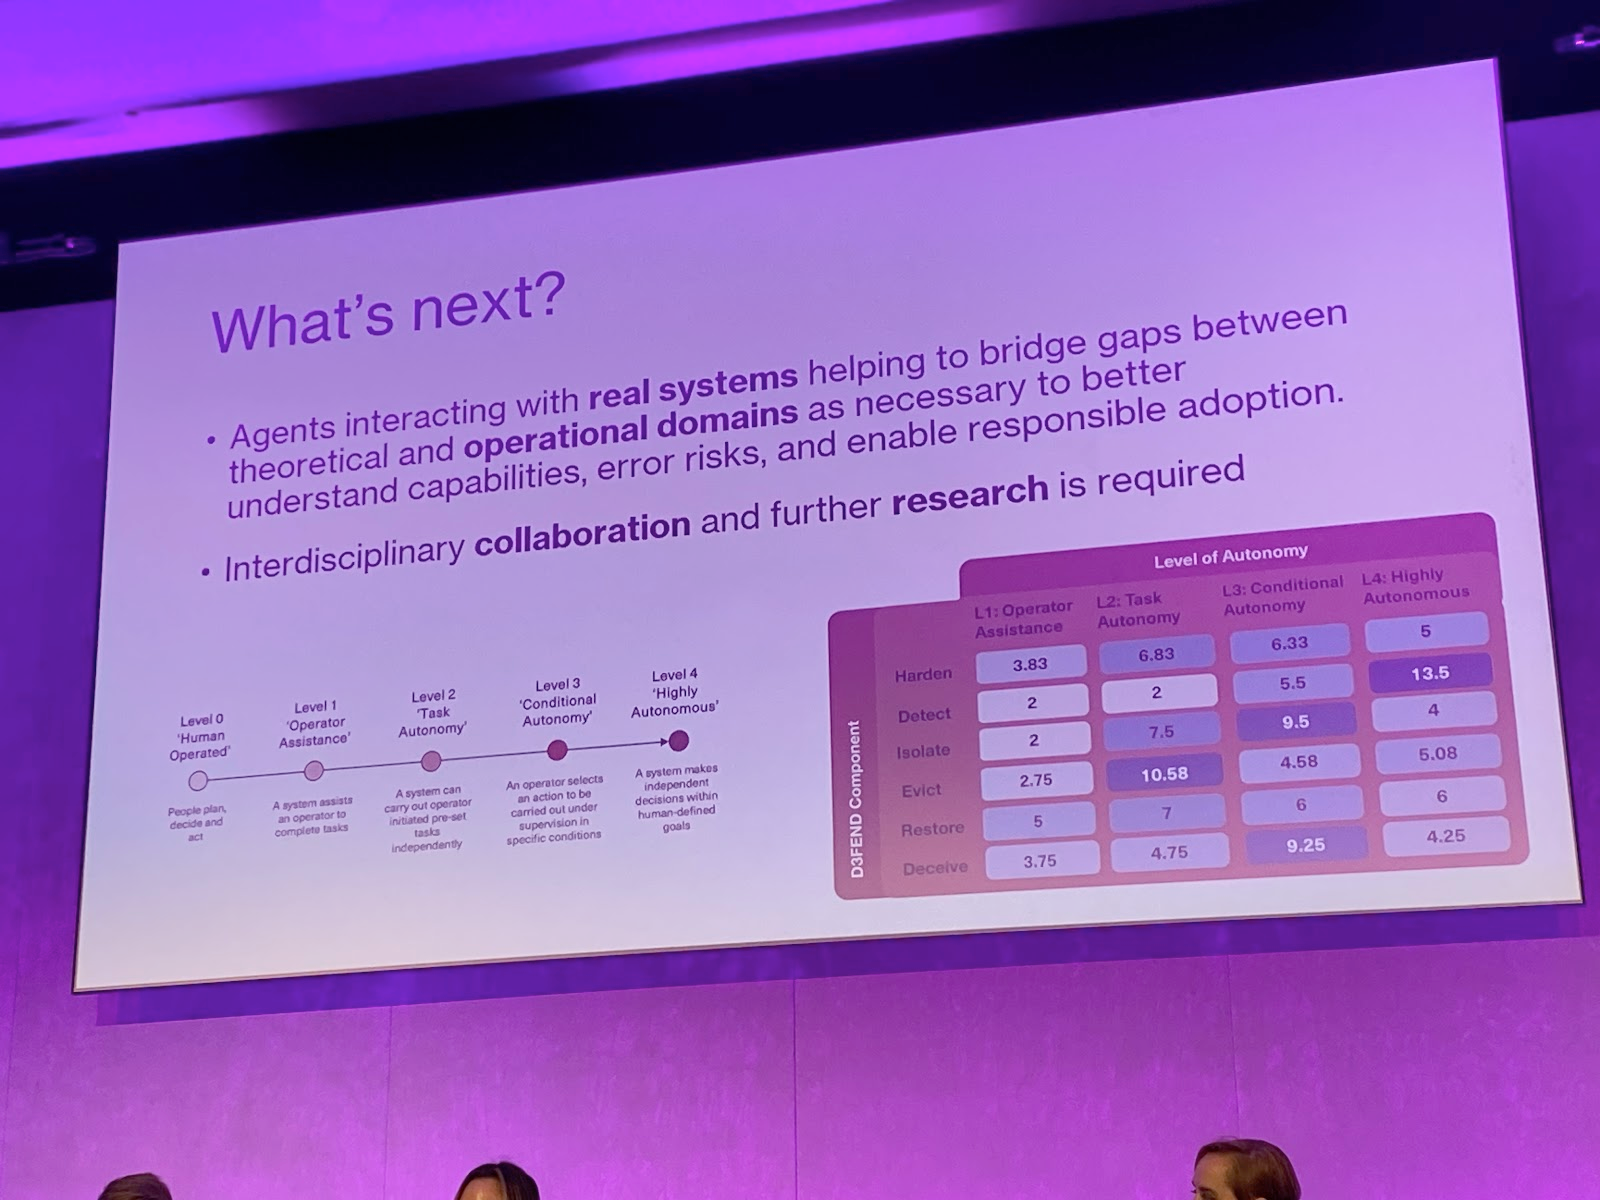 What's next?
• Agents interacting with real systems helping to bridge gaps between
theoretical and operational domains as necessary to better
understand capabilities, error risks, and enable responsible adoption.
• Interdisciplinary collaboration and further research is required
Level 0
'Human
Operated'
People plan,
decide and
act
Level 1
'Operator
Assistance'
A system assists
an operator to
complete tasks
Level 2
'Task
Autonomy'
A system can
carry out operator
initiated pre-set
tasks
independently
Level 3
'Conditional
Autonomy'
An operator selects
an action to be
carried out under
supervision in
specific conditions
Level 4
'Highly
Autonomous'
A system makes
independent
decisions within
human-defined
goals
Level of Autonomy
L1: Operator
Assistance
L2: Task
Autonomy
L3: Conditional
Autonomy
L4: Highly
Autonomous
D3FEND Component
Harden 3.83 6.83 6.33 5
Detect 2 2 5.5 13.5
Isolate 2 7.5 9.5 4
Evict 2.75 10.58 4.58 5.08
Restore 5 7 6 6
Deceive 3.75 4.75 9.25 4.25